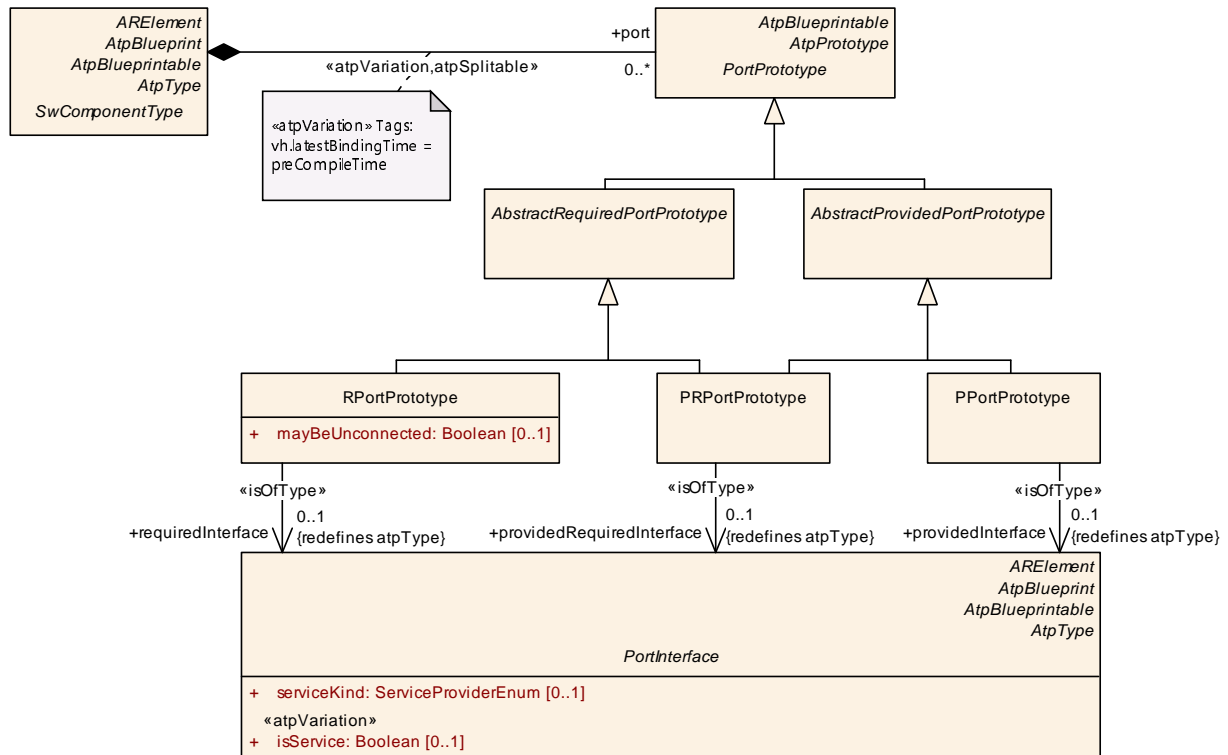 ARElement
AtpBlueprint
AtpBlueprintable
AtpType
SwComponentType
+port
«atpVariation,atpSplitable»
0..*
AtpBlueprintable
AtpPrototype
PortPrototype
«atpVariation» Tags:
vh.latestBindingTime =
preCompileTime
AbstractRequiredPortPrototype
AbstractProvidedPortPrototype
RPortPrototype
+ mayBeUnconnected: Boolean [0..1]
PRPortPrototype
PPortPrototype
«isOfType»
+requiredInterface
0..1
{redefines atpType}
«isOfType»
+providedRequiredInterface
0..1
{redefines atpType}
«isOfType»
+providedInterface
0..1
{redefines atpType}
ARElement
AtpBlueprint
AtpBlueprintable
AtpType
PortInterface
+ serviceKind: ServiceProviderEnum [0..1]
«atpVariation»
+ isService: Boolean [0..1]